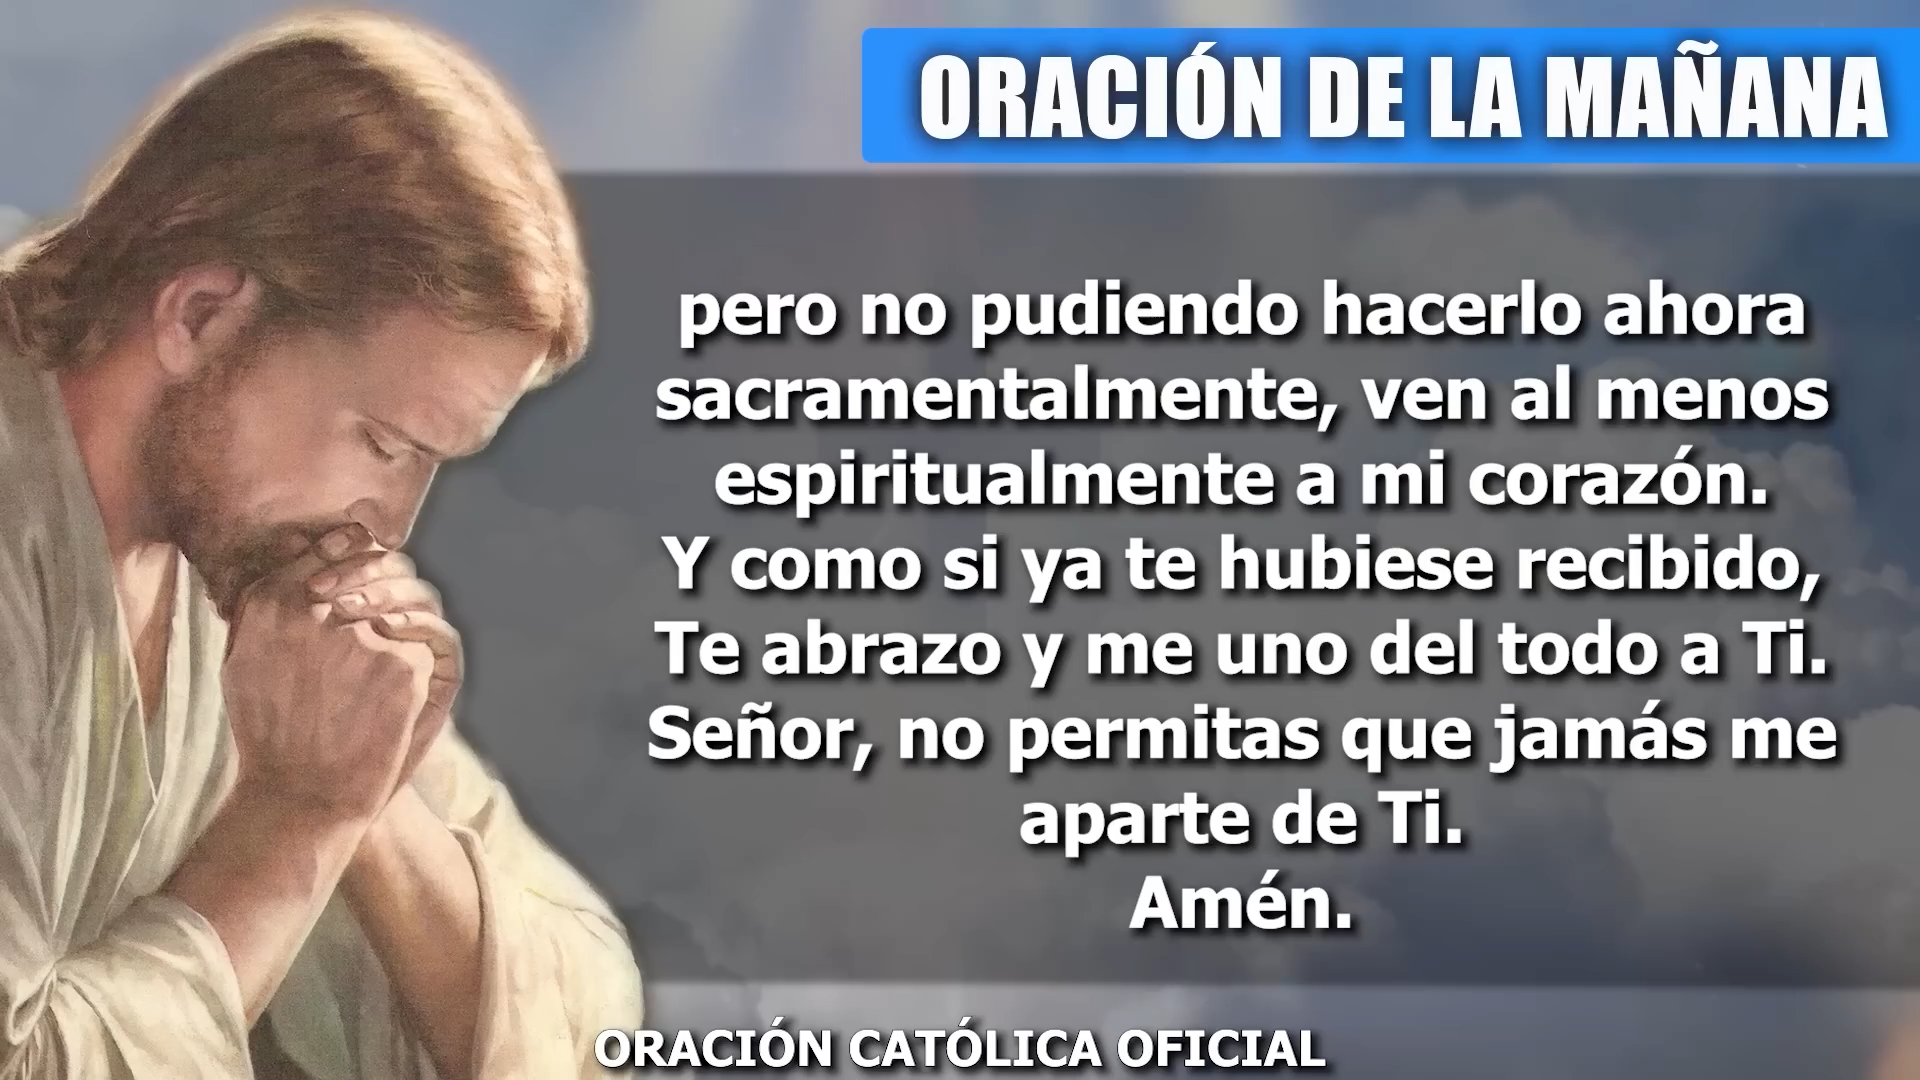 ORACIÓN DE LA MAÑANA
pero no pudiendo hacerlo ahora
sacramentalmente, ven al menos
espiritualmente a mi corazón.
Y como si ya te hubiese recibido,
Te abrazo y me uno del todo a Ti.
Señor, no permitas que jamás me
aparte de Ti.
Amén.
ORACIÓN CATÓLICA OFICIAL